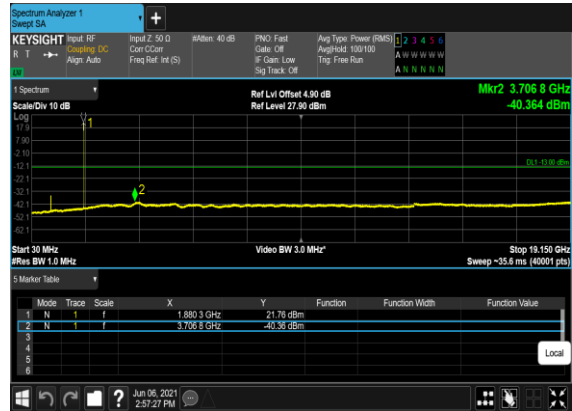 Spectrum Analyzer 1
Swept SA
+
KEYSIGHT Input: RF Input Z: 50 Ω #Atten: 40 dB PNO: Fast Avg Type: Power (RMS) 1 2 3 4 5 6
R T Coupling: DC Corr CCorr Gate: Off Avg|Hold: 100/100 A W W W W W
Align: Auto Freq Ref: Int (S) IF Gain: Low Trig: Free Run
Sig Track: Off A N N N N N
1 Spectrum
Ref Lvl Offset 4.90 dB Mkr2 3.706 8 GHz
Scale/Div 10 dB Ref Level 27.90 dBm -40.364 dBm
Log
17.9 1
7.90
-2.10
-12.1 DL1 -13.00 dBm
-22.1
-32.1 2
-42.1
-52.1
-62.1
Start 30 MHz Video BW 3.0 MHz* Stop 19.150 GHz
#Res BW 1.0 MHz Sweep ~35.6 ms (40001 pts)
5 Marker Table
Mode Trace Scale X Y Function Function Width Function Value
1 N 1 f 1.880 3 GHz 21.76 dBm
2 N 1 f 3.706 8 GHz -40.36 dBm
3
4
5
6
Local
? Jun 06, 2021
2:57:27 PM